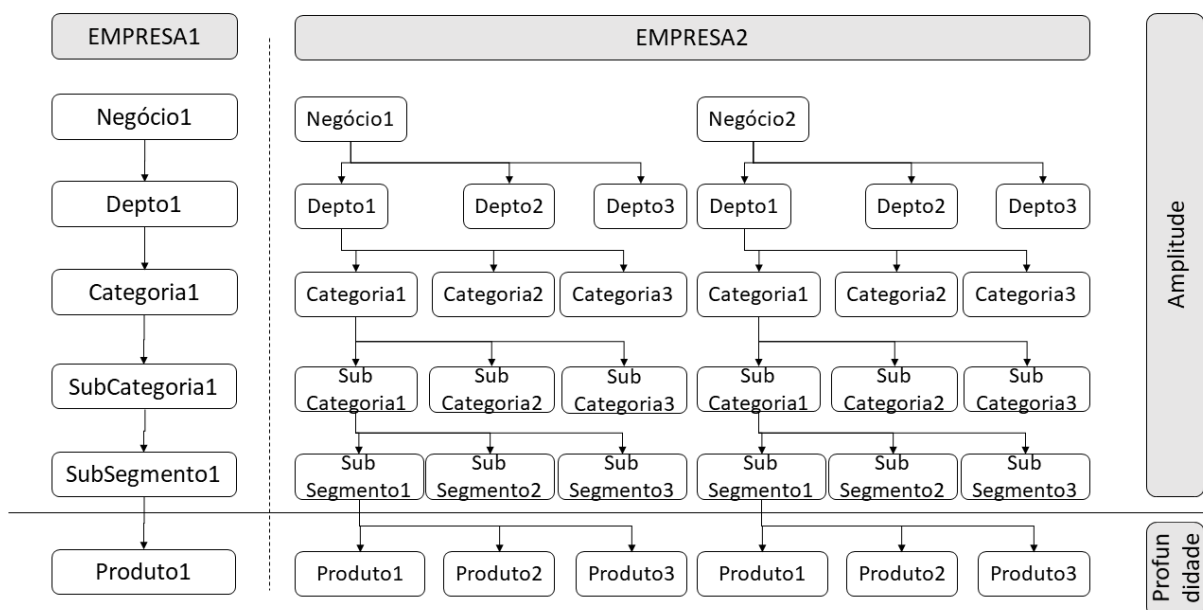 EMPRESA1
EMPRESA2
Negócio1
Negócio1
Negócio2
Depto1
Depto1
Depto2
Depto3
Depto1
Depto2
Depto3
Categoria1
Categoria1
Categoria2
Categoria3
Categoria1
Categoria2
Categoria3
SubCategoria1
Sub
Categoria1
Sub
Categoria2
Sub
Categoria3
Sub
Categoria1
Sub
Categoria2
Sub
Categoria3
SubSegmento1
Sub
Segmento1
Sub
Segmento2
Sub
Segmento3
Sub
Segmento1
Sub
Segmento2
Sub
Segmento3
Produto1
Produto1
Produto2
Produto3
Produto1
Produto2
Produto3
Amplitude
Profun
didade